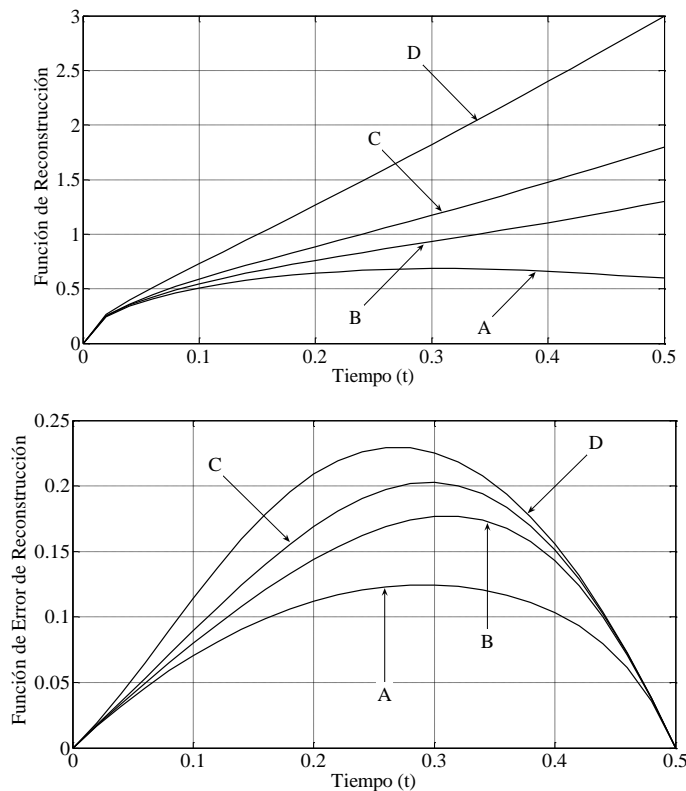 3
2.5
2
1.5
1
0.5
0
0
0.1
0.2
0.3
0.4
0.5
Función de Reconstrucción
Tiempo (t)
D
C
B
A
0.25
0.2
0.15
0.1
0.05
0
0
0.1
0.2
0.3
0.4
0.5
Función de Error de Reconstrucción
Tiempo (t)
C
D
B
A